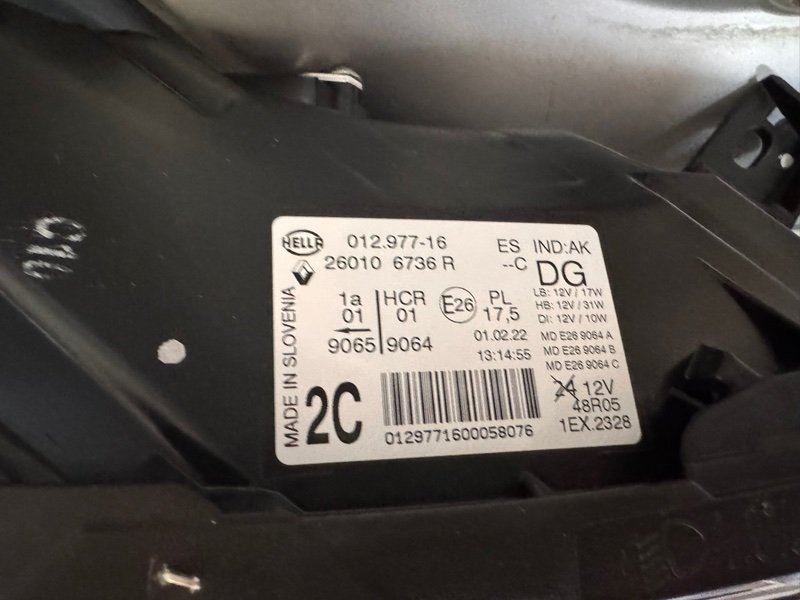 HELLA
012.977-16
26010 6736 R
ES IND:AK
--C DG
LB: 12V / 17W
HB: 12V / 31W
DI: 12V / 10W
1a
01
9065
HCR
01
9064
E26
PL
17,5
01.02.22
13:14:55
MD E26 9064 A
MD E26 9064 B
MD E26 9064 C
MADE IN SLOVENIA
2C
0129771600058076
24 12V
48R05
1EX.2328